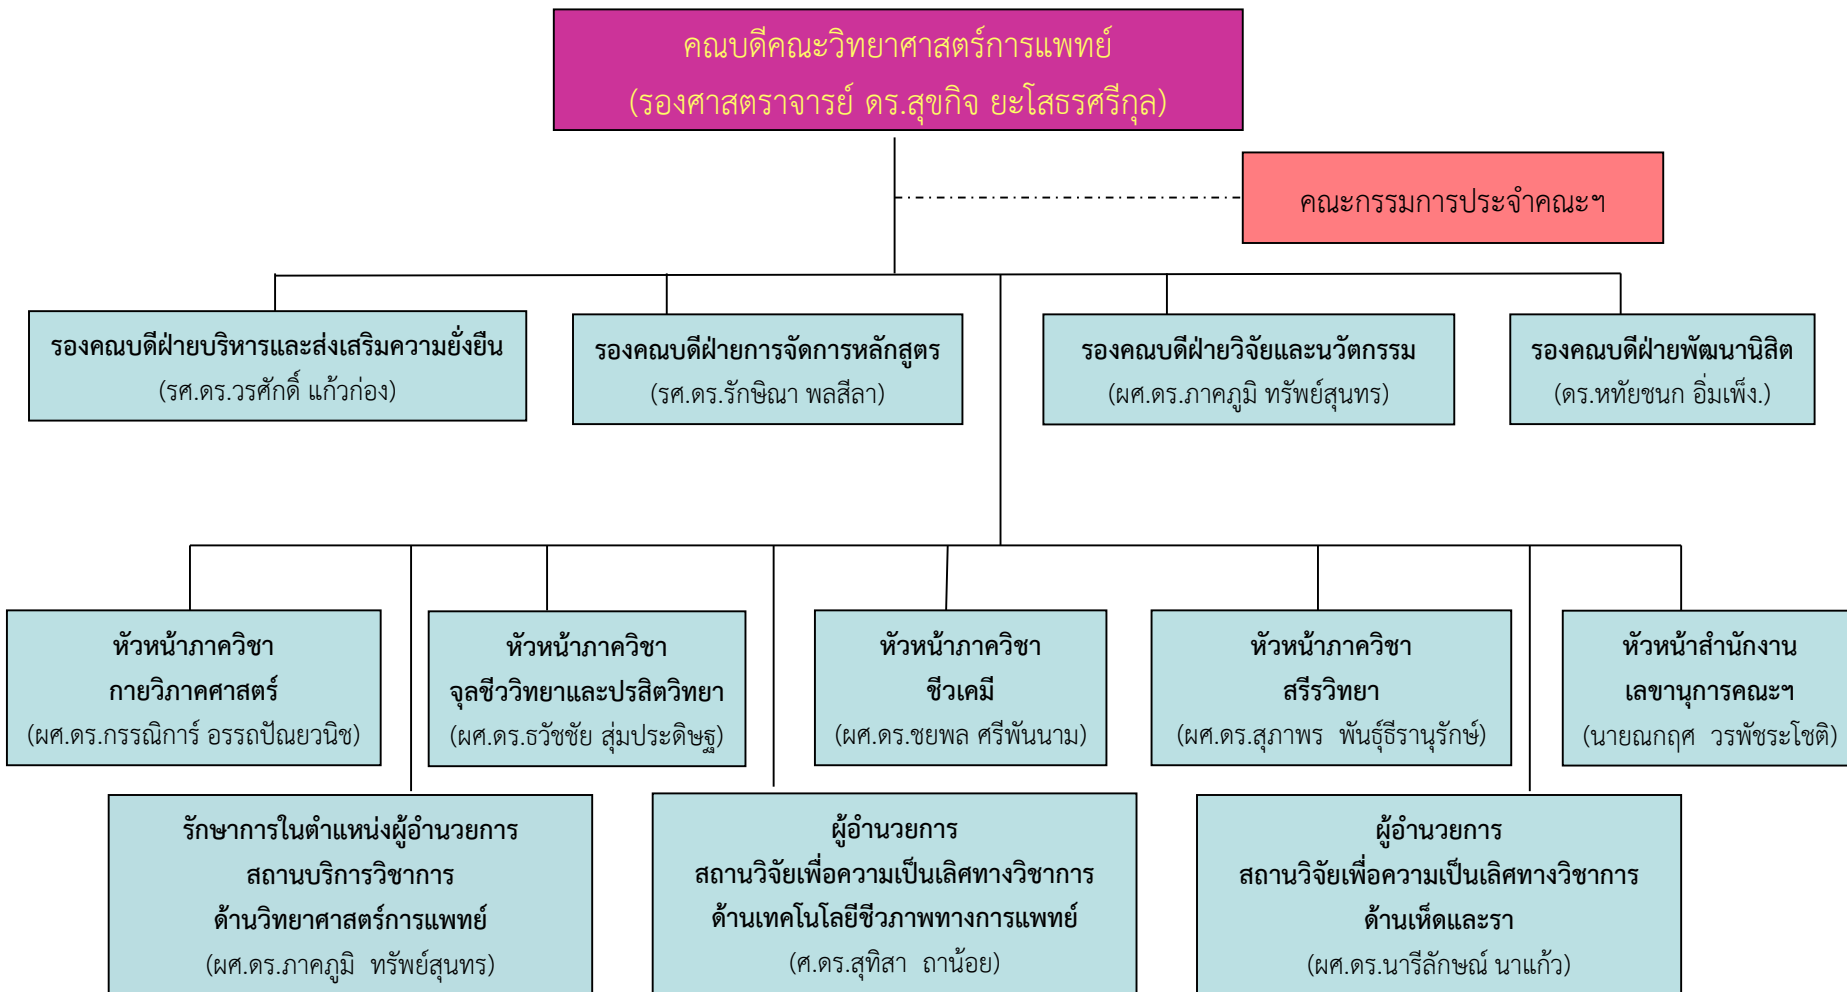 คณบดีคณะวิทยาศาสตร์การแพทย์
(รองศาสตราจารย์ ดร.สุขกิจ ยะโสธรศรีกุล)
คณะกรรมการประจำคณะฯ
รองคณบดีฝ่ายบริหารและส่งเสริมความยั่งยืน
(รศ.ดร.วรศักดิ์ แก้วก่อง)
รองคณบดีฝ่ายการจัดการหลักสูตร
(รศ.ดร.รักษิณา พลสีลา)
รองคณบดีฝ่ายวิจัยและนวัตกรรม
(ผศ.ดร.ภาคภูมิ ทรัพย์สุนทร)
รองคณบดีฝ่ายพัฒนานิสิต
(ดร.หทัยชนก อิ่มเพ็ง.)
หัวหน้าภาควิชา
กายวิภาคศาสตร์
(ผศ.ดร.กรรณิการ์ อรรถปัณยวนิช)
หัวหน้าภาควิชา
จุลชีววิทยาและปรสิตวิทยา
(ผศ.ดร.ธวัชชัย สุ่มประดิษฐ)
หัวหน้าภาควิชา
ชีวเคมี
(ผศ.ดร.ชยพล ศรีพันนาม)
หัวหน้าภาควิชา
สรีรวิทยา
(ผศ.ดร.สุภาพร พันธุ์ธีรานุรักษ์)
หัวหน้าสำนักงาน
เลขานุการคณะฯ
(นายณกฤศ วรพัชระโชติ)
รักษาการในตำแหน่งผู้อำนวยการ
สถานบริการวิชาการ
ด้านวิทยาศาสตร์การแพทย์
(ผศ.ดร.ภาคภูมิ ทรัพย์สุนทร)
ผู้อำนวยการ
สถานวิจัยเพื่อความเป็นเลิศทางวิชาการ
ด้านเทคโนโลยีชีวภาพทางการแพทย์
(ศ.ดร.สุทิสา ถาน้อย)
ผู้อำนวยการ
สถานวิจัยเพื่อความเป็นเลิศทางวิชาการ
ด้านเห็ดและรา
(ผศ.ดร.นารีลักษณ์ นาแก้ว)